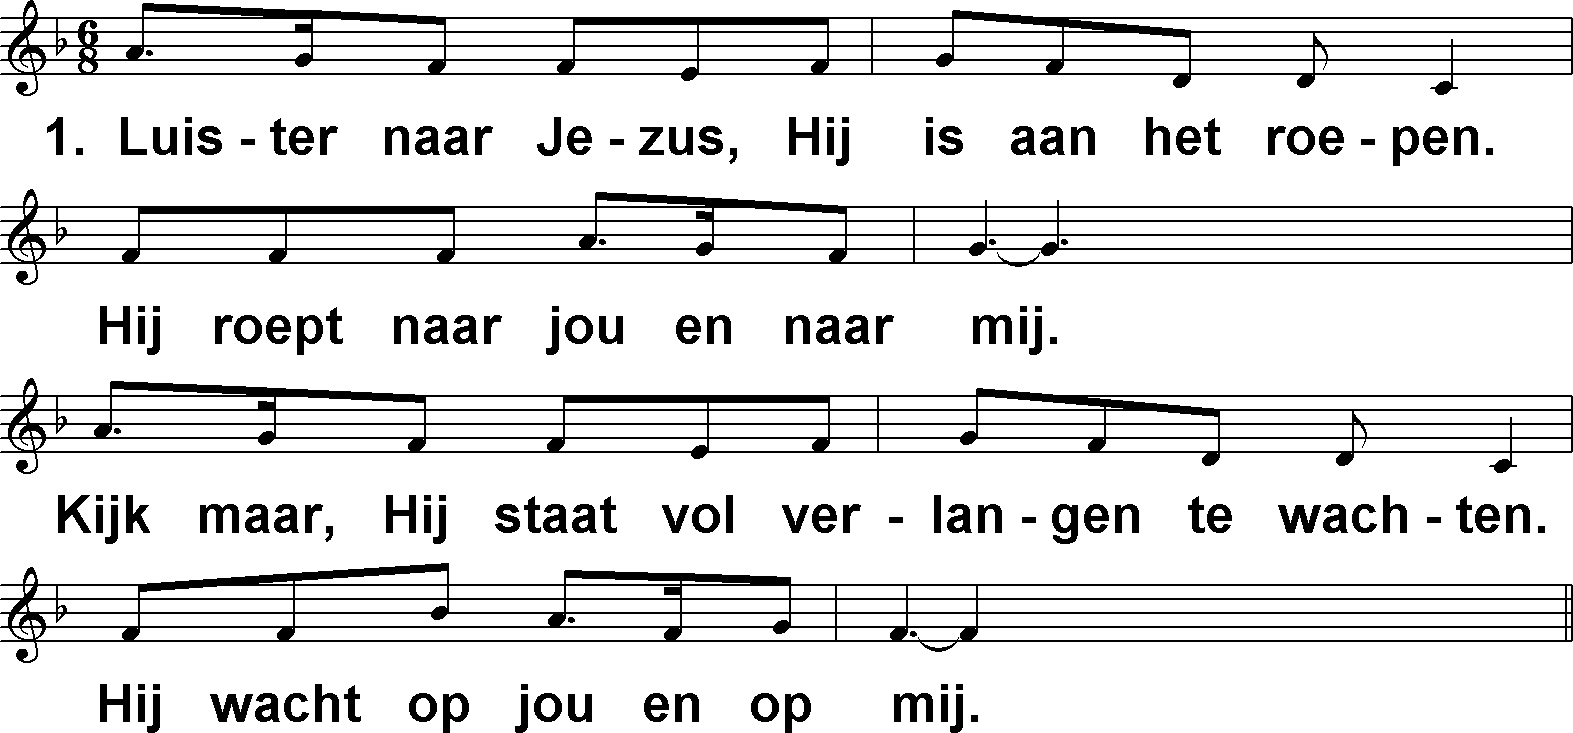 6
8
1. Luis - ter naar Je - zus, Hij is aan het roe - pen.
Hij roept naar jou en naar mij.
Kijk maar, Hij staat vol ver - lan - gen te wach - ten.
Hij wacht op jou en op mij.